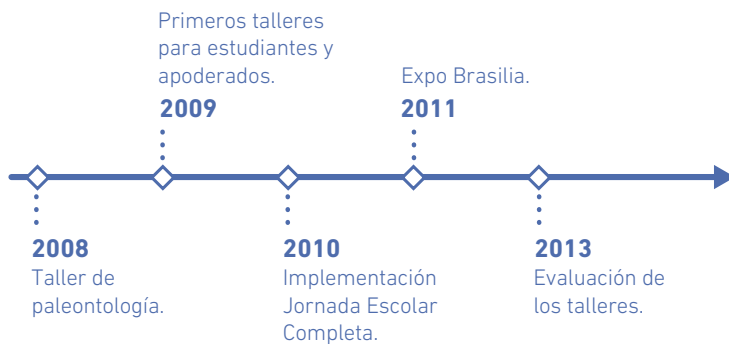 Primeros talleres
para estudiantes y
apoderados.
2009
Expo Brasilia.
2011
2008
Taller de
paleontología.
2010
Implementación
Jornada Escolar
Completa.
2013
Evaluación de
los talleres.